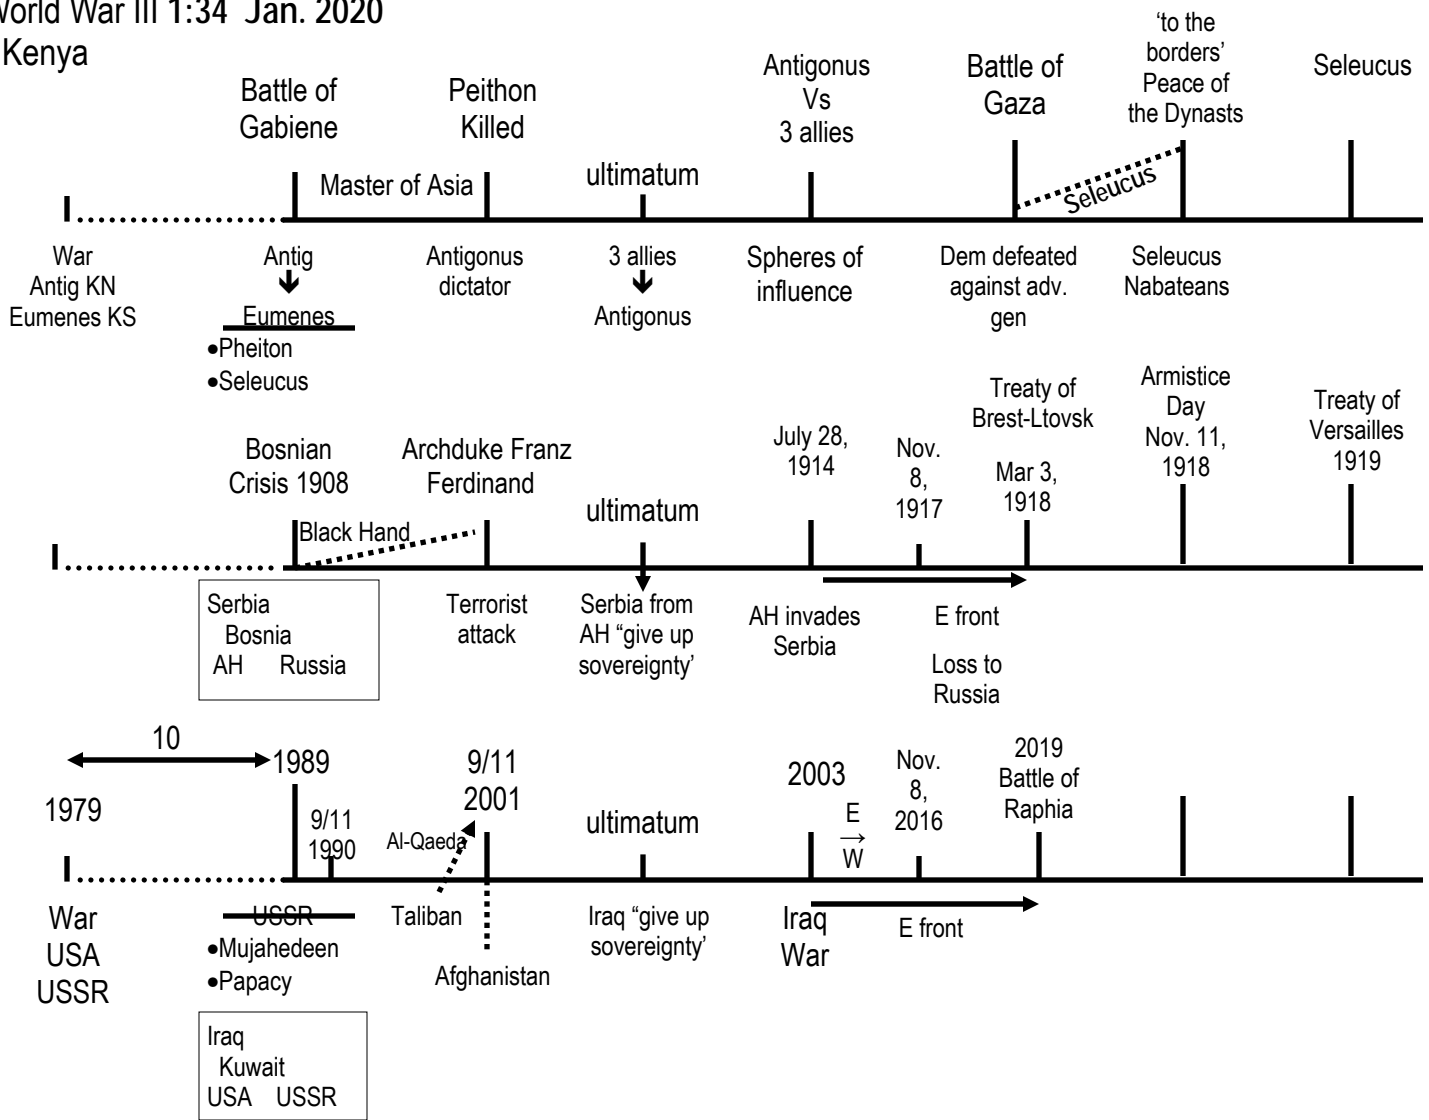 World War III 1:34 Jan. 2020
Kenya
Battle of
Gabiene
Peithon
Killed
Antigonus
Vs
3 allies
Battle of
Gaza
‘to the
borders’
Peace of
the Dynasts
Seleucus
Master of Asia
ultimatum
Seleucus
War
Antig KN
Eumenes KS
Antig
Eumenes
•Pheiton
•Seleucus
Antigonus
dictator
3 allies
Antigonus
Spheres of
influence
Dem defeated
against adv.
gen
Seleucus
Nabateans
Bosnian
Crisis 1908
Archduke Franz
Ferdinand
Black Hand
ultimatum
July 28,
1914
Nov.
8,
1917
Treaty of
Brest-Ltovsk
Mar 3,
1918
Armistice
Day
Nov. 11,
1918
Treaty of
Versailles
1919
Serbia
Bosnia
AH Russia
Terrorist
attack
Serbia from
AH “give up
sovereignty’
AH invades
Serbia
E front
Loss to
Russia
10
1979
1989
9/11
1990
Al-Qaeda
9/11
2001
ultimatum
2003
E
→
W
Nov.
8,
2016
2019
Battle of
Raphia
War
USA
USSR
USSR
•Mujahedeen
•Papacy
Taliban
Afghanistan
Iraq “give up
sovereignty’
Iraq
War
E front
Iraq
Kuwait
USA USSR